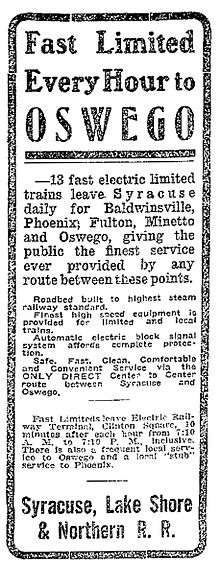 Fast Limited
Every Hour to
OSWEGO
—13 fast electric limited
trains leave Syracuse
daily for Baldwinsville,
Phoenix; Fulton, Minetto
and Oswego, giving the
public the finest service
ever provided by any
route between these points.
Roadbed built to highest steam
railway standard.
Finest high speed equipment is
provided for limited and local
trains.
Automatic electric block signal
system affords complete protec-
tion.
Safe, Fast, Clean, Comfortable
and Convenient Service via the
ONLY DIRECT Center to Center
route between Syracuse and
Oswego.
Fast Limiteds leave Electric Rail-
way Terminal, Clinton Square, 10
minutes after each hour from 7:10
A. M. to 7:10 P. M., inclusive.
There is also a frequent local serv-
ice to Oswego and a local "stub"
service to Phoenix.
Syracuse, Lake Shore
& Northern R. R.